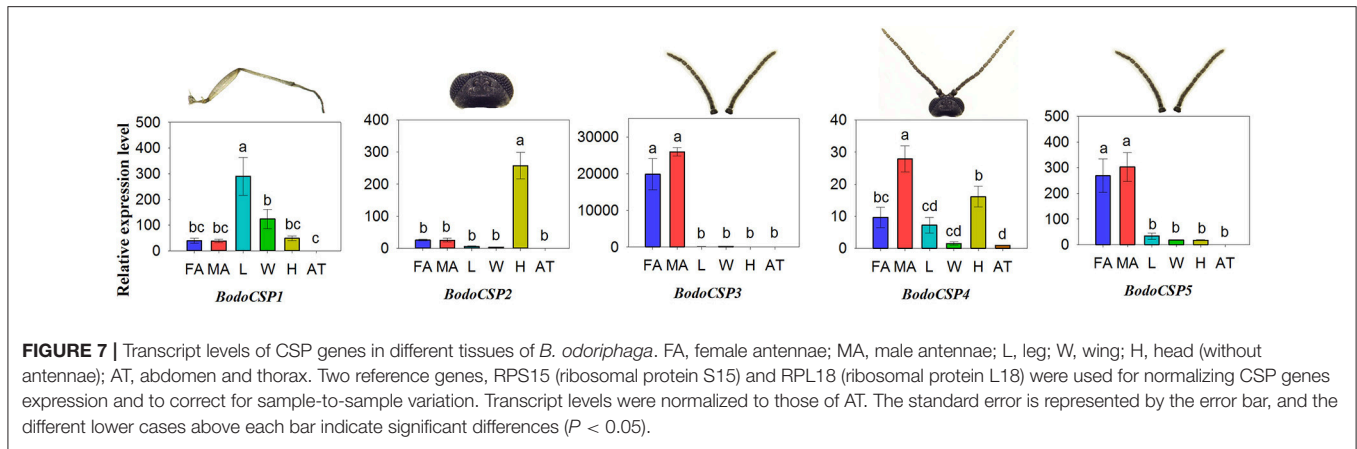 Relative expression level
500
400
300
200
100
0
bc bc a b bc c
FA MA L W H AT
BodoCSP1
400
300
200
100
0
b b b b a b
FA MA L W H AT
BodoCSP2
30000
20000
10000
0
a a b b b b
FA MA L W H AT
BodoCSP3
40
30
20
10
0
bc a cd cd b d
FA MA L W H AT
BodoCSP4
500
400
300
200
100
0
a a b b b b
FA MA L W H AT
BodoCSP5
FIGURE 7 | Transcript levels of CSP genes in different tissues of B. odoriphaga. FA, female antennae; MA, male antennae; L, leg; W, wing; H, head (without
antennae); AT, abdomen and thorax. Two reference genes, RPS15 (ribosomal protein S15) and RPL18 (ribosomal protein L18) were used for normalizing CSP genes
expression and to correct for sample-to-sample variation. Transcript levels were normalized to those of AT. The standard error is represented by the error bar, and the
different lower cases above each bar indicate significant differences (P < 0.05).